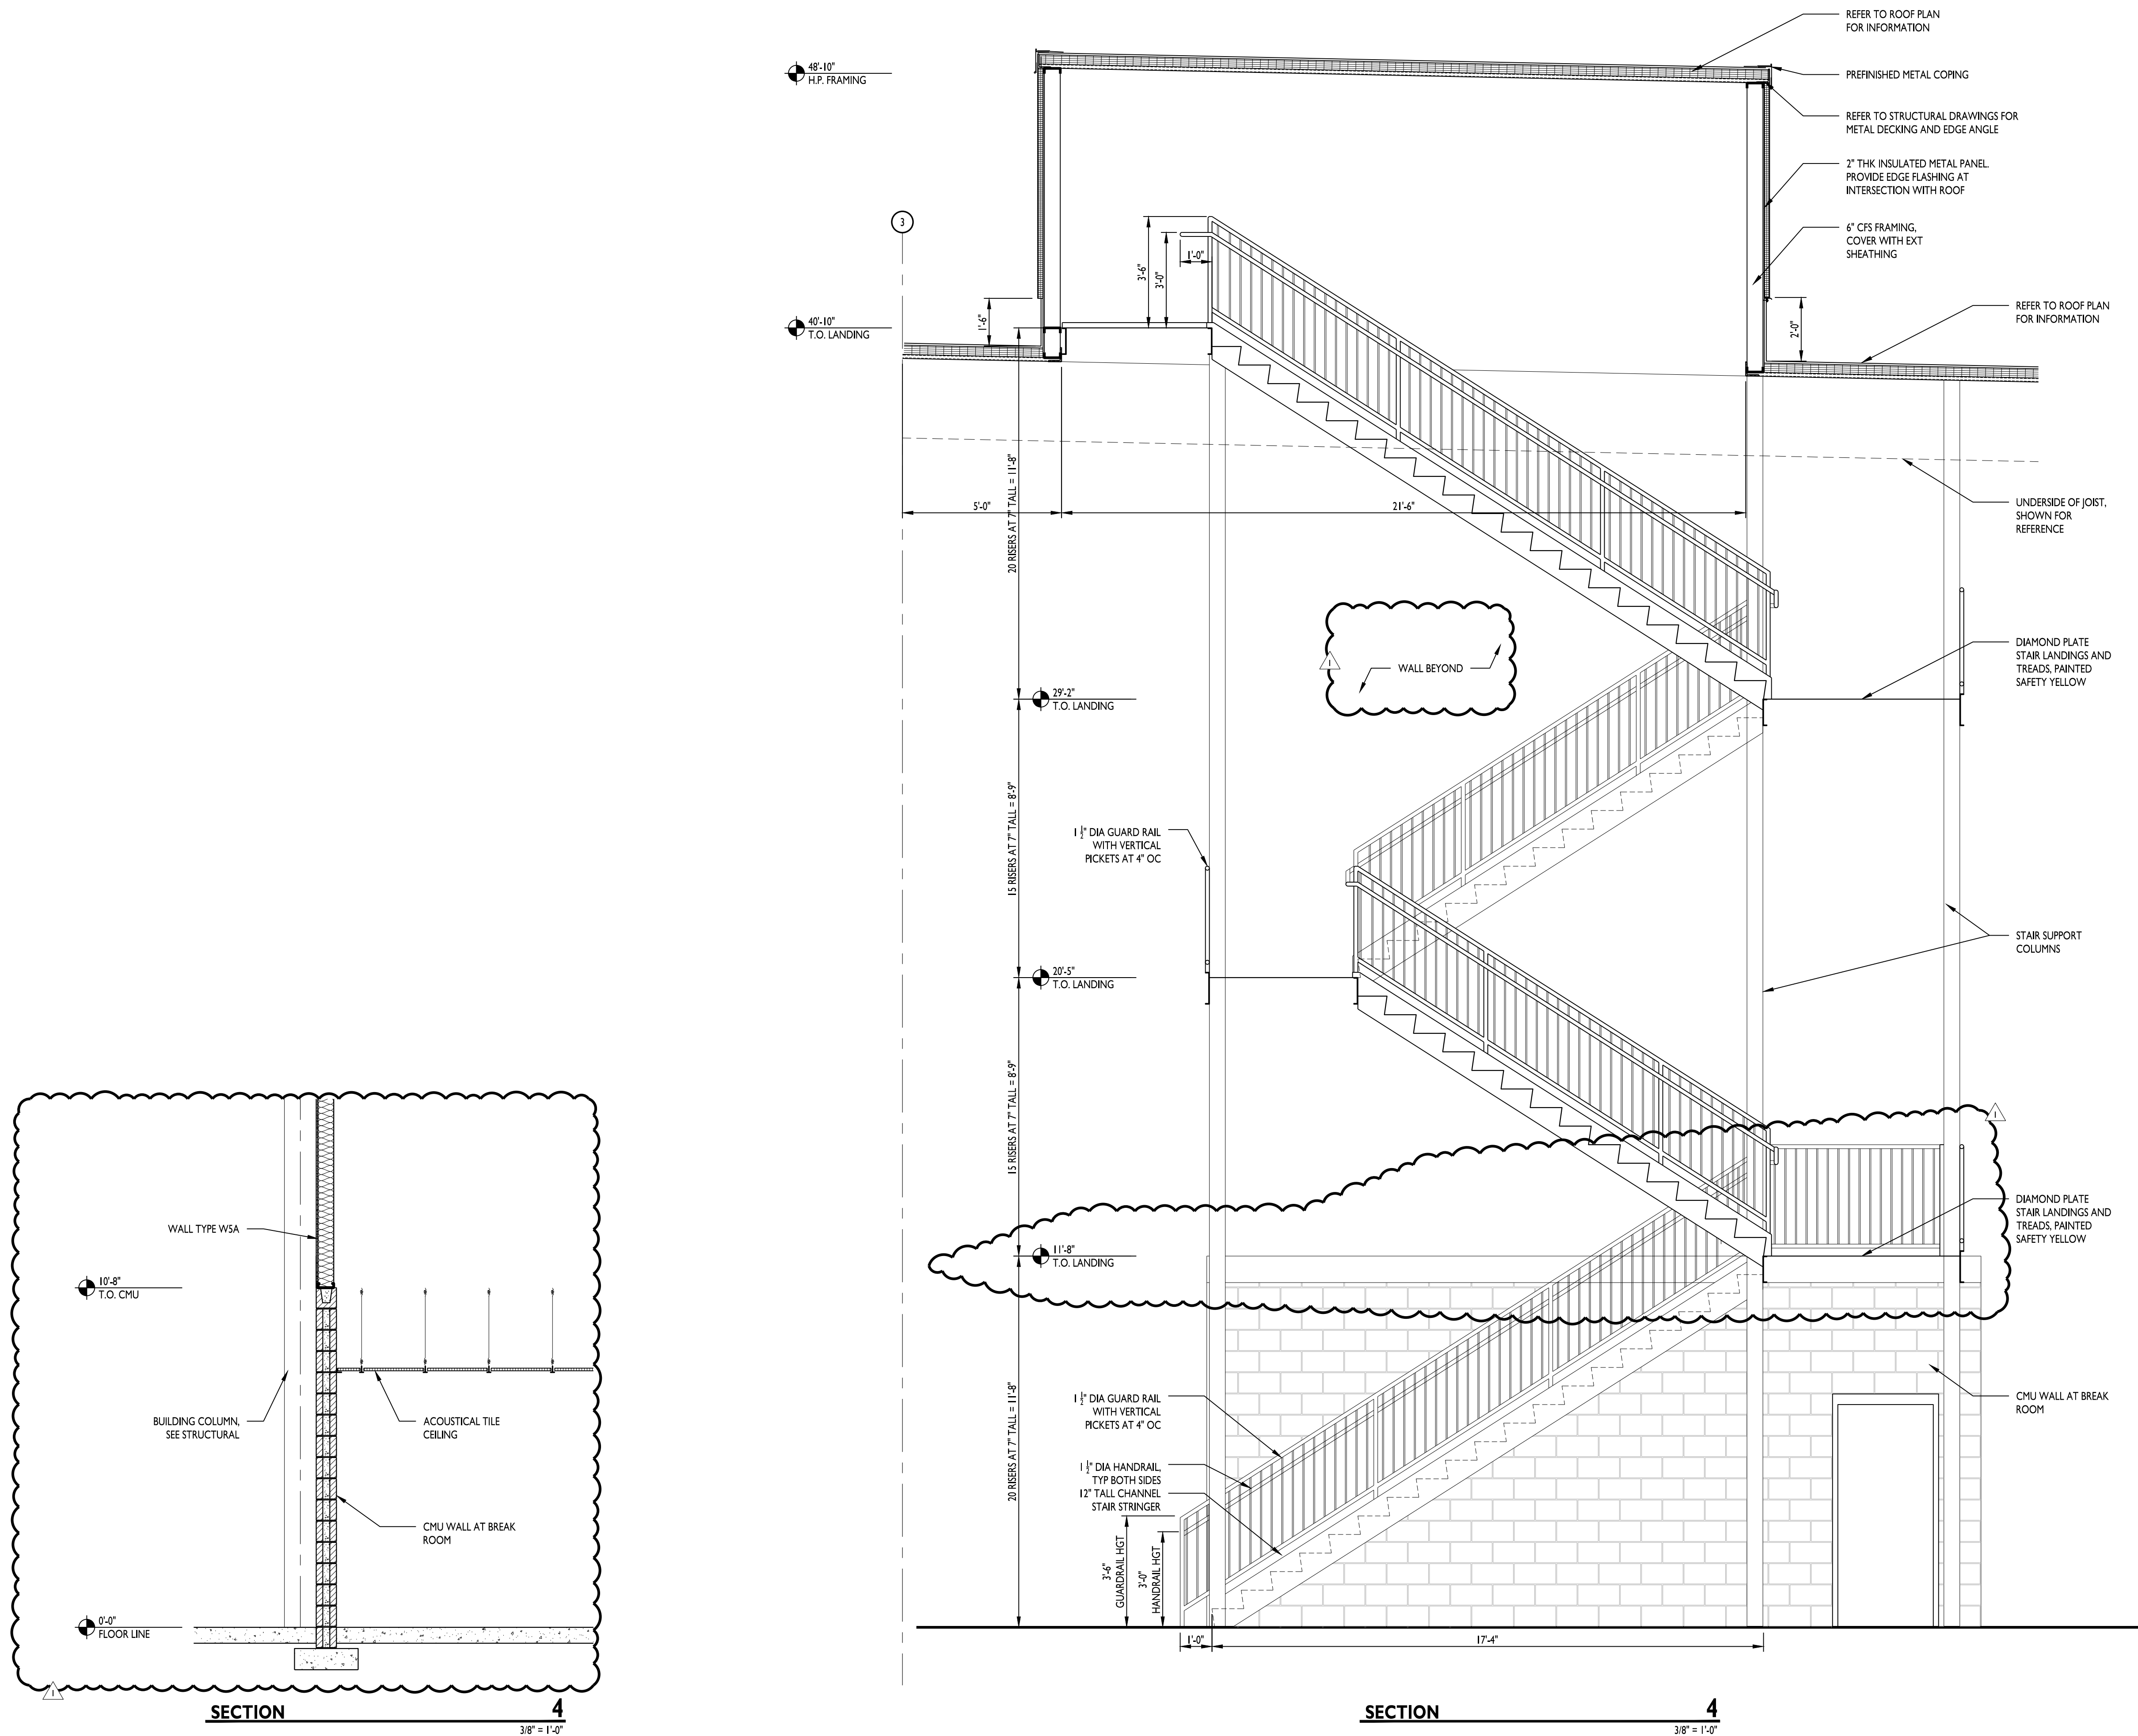 REFER TO ROOF PLAN
FOR INFORMATION
48'-10"
H.P. FRAMING
PREFINISHED METAL COPING
REFER TO STRUCTURAL DRAWINGS FOR
METAL DECKING AND EDGE ANGLE
2" THK INSULATED METAL PANEL.
PROVIDE EDGE FLASHING AT
INTERSECTION WITH ROOF
3
6" CFS FRAMING,
COVER WITH EXT
SHEATHING
1'-0"
3'-6"
3'-0"
1'-6"
2'-0"
REFER TO ROOF PLAN
FOR INFORMATION
40'-10"
T.O. LANDING
20 RISERS AT 7" TALL = 11'-8"
5'-0"
21'-6"
UNDERSIDE OF JOIST,
SHOWN FOR
REFERENCE
1
WALL BEYOND
DIAMOND PLATE
STAIR LANDINGS AND
TREADS, PAINTED
SAFETY YELLOW
29'-2"
T.O. LANDING
15 RISERS AT 7" TALL = 8'-9"
1 1/2" DIA GUARD RAIL
WITH VERTICAL
PICKETS AT 4" OC
STAIR SUPPORT
COLUMNS
20'-5"
T.O. LANDING
15 RISERS AT 7" TALL = 8'-9"
1
DIAMOND PLATE
STAIR LANDINGS AND
TREADS, PAINTED
SAFETY YELLOW
11'-8"
T.O. LANDING
20 RISERS AT 7" TALL = 11'-8"
CMU WALL AT BREAK
ROOM
1 1/2" DIA GUARD RAIL
WITH VERTICAL
PICKETS AT 4" OC
1 1/2" DIA HANDRAIL,
TYP BOTH SIDES
12" TALL CHANNEL
STAIR STRINGER
3'-6"
GUARDRAIL HGT
3'-0"
HANDRAIL HGT
1'-0"
17'-4"
SECTION 4
3/8" = 1'-0"
WALL TYPE W5A
10'-8"
T.O. CMU
BUILDING COLUMN,
SEE STRUCTURAL
ACOUSTICAL TILE
CEILING
CMU WALL AT BREAK
ROOM
0'-0"
FLOOR LINE
1
SECTION 4
3/8" = 1'-0"